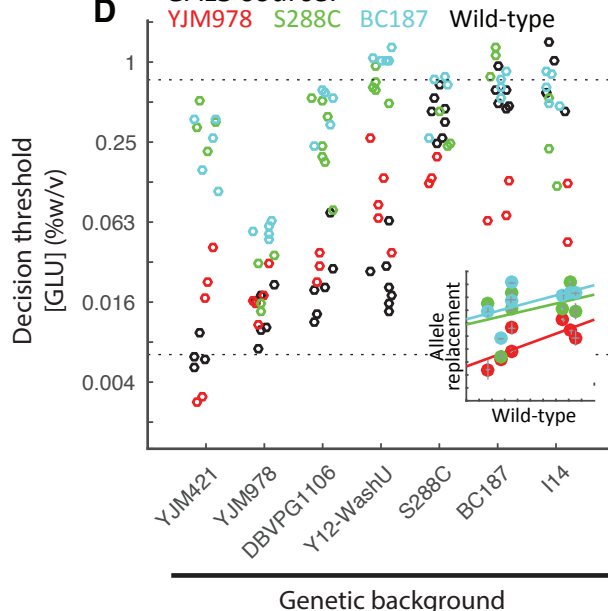 D
YJM978 S288C BC187 Wild-type
Decision threshold
[GLU] (%w/v)
1
0.25
0.063
0.016
0.004
Allele
replacement
Wild-type
YJM421
YJM978
DBVPG1106
Y12-WashU
S288C
BC187
I14
Genetic background